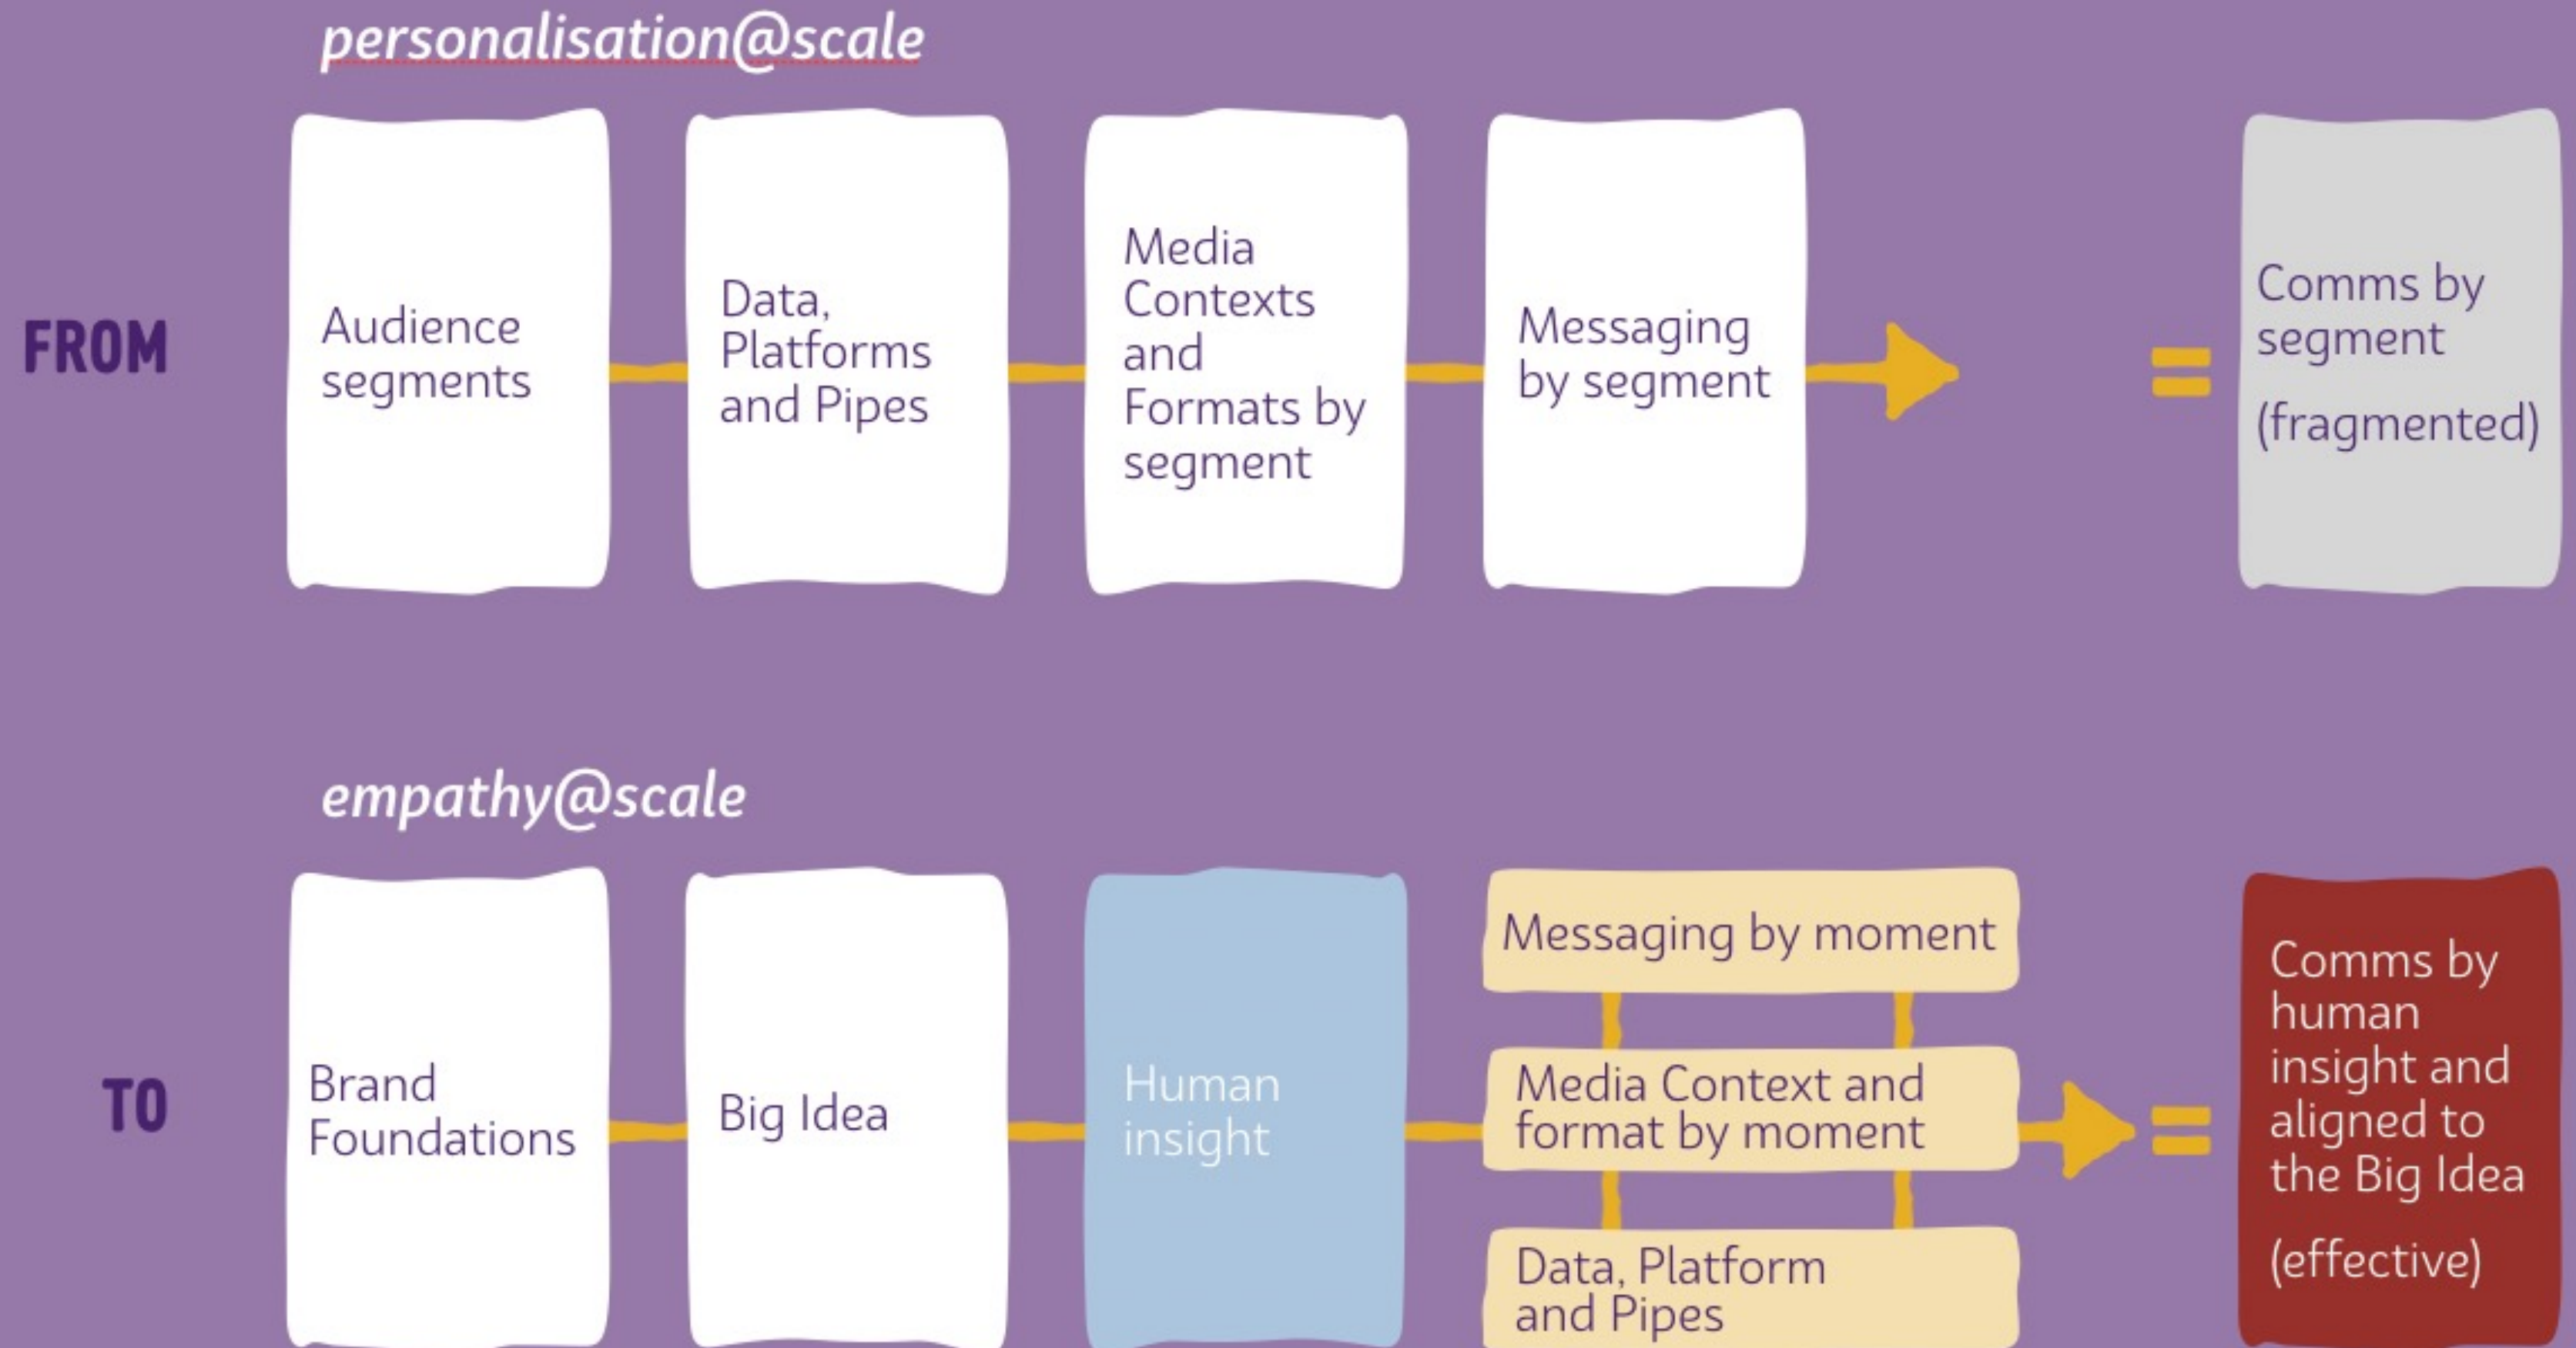 personalisation@scale
FROM
Audience
segments
Data,
Platforms
and Pipes
Media
Contexts
and
Formats by
segment
Messaging
by segment
=
Comms by
segment
(fragmented)
empathy@scale
TO
Brand
Foundations
Big Idea
Human
insight
Messaging by moment
Media Context and
format by moment
Data, Platform
and Pipes
=
Comms by
human
insight and
aligned to
the Big Idea
(effective)